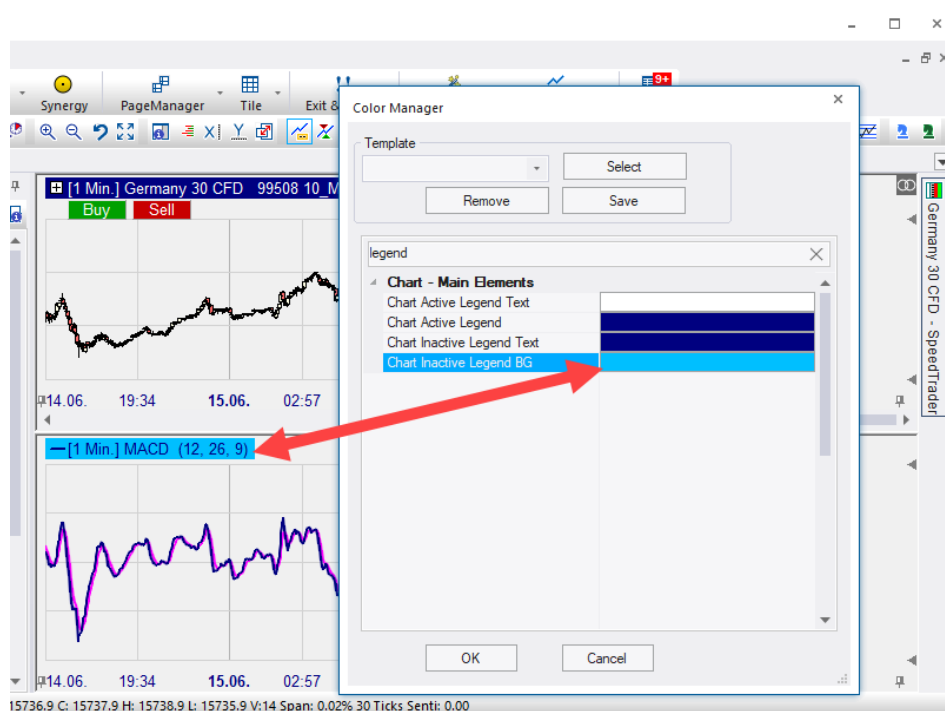 9+
Synergy PageManager Tile Exit &
[1 Min.] Germany 30 CFD 99508 10_M
Buy Sell
14.06. 19:34 15.06. 02:57
[1 Min.] MACD (12, 26, 9)
14.06. 19:34 15.06. 02:57
15736.9 C: 15737.9 H: 15738.9 L: 15735.9 V:14 Span: 0.02% 30 Ticks Senti: 0.00
Color Manager
Template
Select
Remove Save
legend
Chart - Main Elements
Chart Active Legend Text
Chart Active Legend
Chart Inactive Legend Text
Chart Inactive Legend BG
OK Cancel
Germany 30 CFD - SpeedTrader